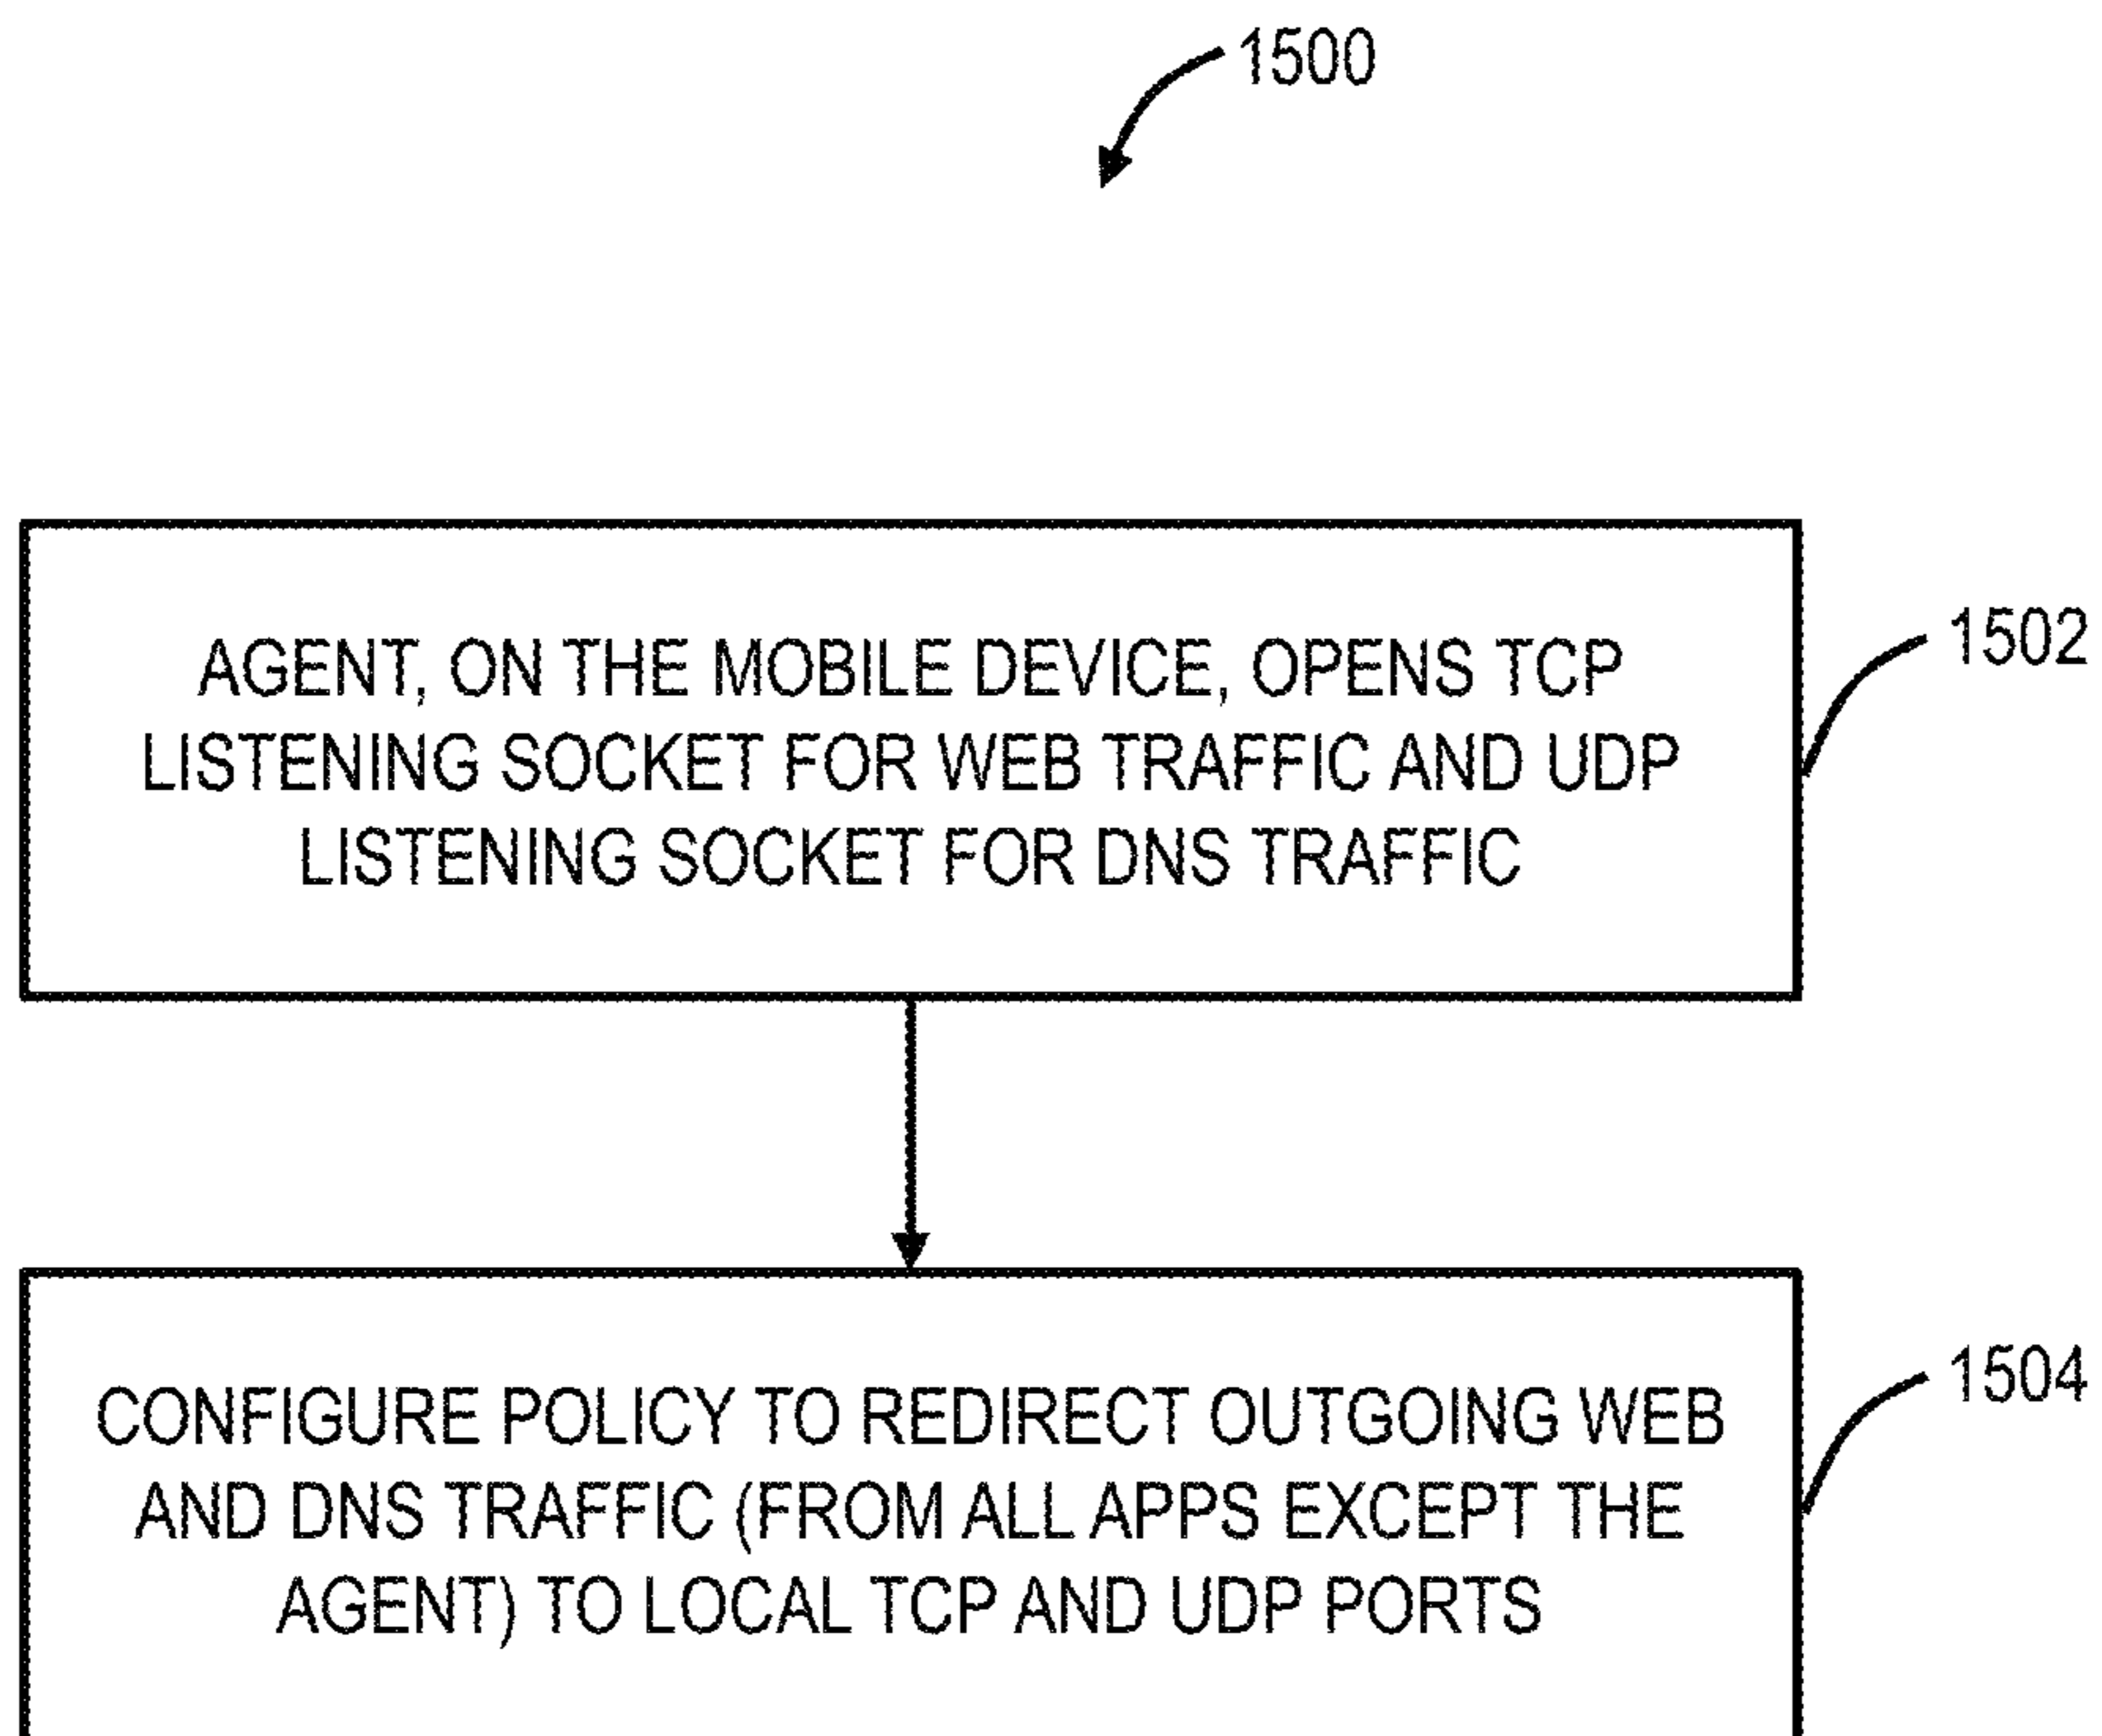 1500
AGENT, ON THE MOBILE DEVICE, OPENS TCP
LISTENING SOCKET FOR WEB TRAFFIC AND UDP
LISTENING SOCKET FOR DNS TRAFFIC
1502
CONFIGURE POLICY TO REDIRECT OUTGOING WEB
AND DNS TRAFFIC (FROM ALL APPS EXCEPT THE
AGENT) TO LOCAL TCP AND UDP PORTS
1504